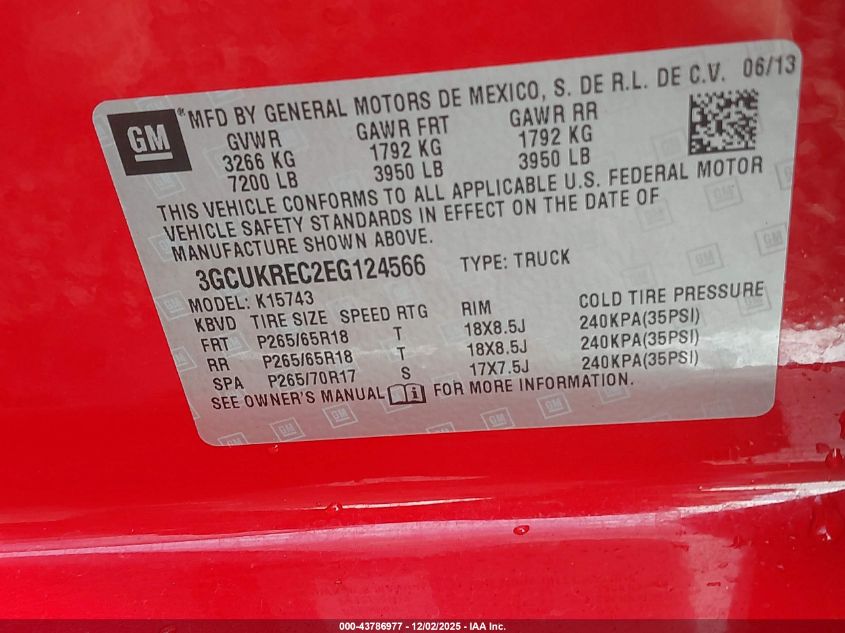 GM ® MFD BY GENERAL MOTORS DE MEXICO, S. DE R.L. DE C.V. 06/13
GVWR GAWR FRT GAWR RR
3266 KG 1792 KG 1792 KG
7200 LB 3950 LB 3950 LB
THIS VEHICLE CONFORMS TO ALL APPLICABLE U.S. FEDERAL MOTOR
VEHICLE SAFETY STANDARDS IN EFFECT ON THE DATE OF
MANUFACTURE SHOWN ABOVE.
3GCUKREC2EG124566 TYPE: TRUCK
MODEL: K15743
KBVD TIRE SIZE SPEED RTG RIM COLD TIRE PRESSURE
FRT P265/65R18 T 18X8.5J 240KPA(35PSI)
RR P265/65R18 T 18X8.5J 240KPA(35PSI)
SPA P265/70R17 S 17X7.5J 240KPA(35PSI)
SEE OWNER'S MANUAL FOR MORE INFORMATION.
000-43786977 - 12/02/2025 - IAA Inc.